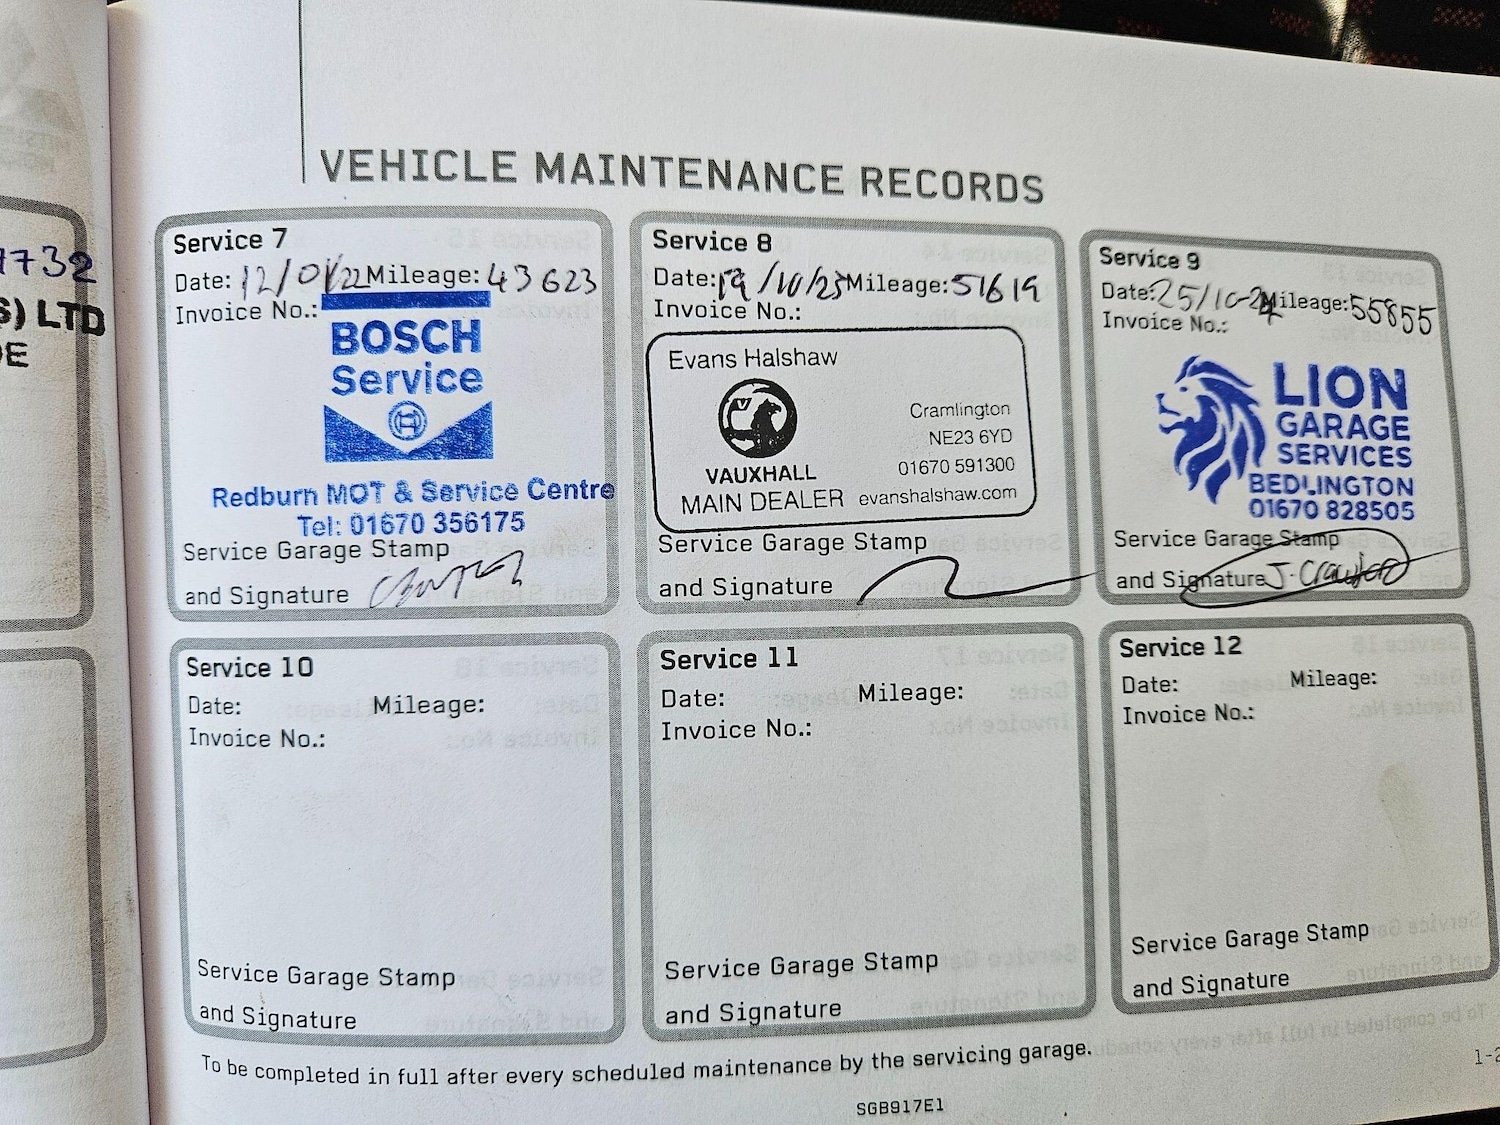 1732
S) LTD
DE
VEHICLE MAINTENANCE RECORDS
Service 7
Date: 12/01/22 Mileage: 43623
Invoice No.:
BOSCH
Service
Redburn MOT & Service Centre
Tel: 01670 356175
Service Garage Stamp
and Signature
Service 8
Date: 19/10/23 Mileage: 51619
Invoice No.:
Evans Halshaw
VAUXHALL
MAIN DEALER
Cramlington
NE23 6YD
01670 591300
evanshalshaw.com
Service Garage Stamp
and Signature
Service 9
Date: 25/10-24 Mileage: 55855
Invoice No.:
LION
GARAGE
SERVICES
BEDLINGTON
01670 828505
Service Garage Stamp
and Signature J. Crawford
Service 10
Date: Mileage:
Invoice No.:
Service Garage Stamp
and Signature
Service 11
Date: Mileage:
Invoice No.:
Service Garage Stamp
and Signature
Service 12
Date: Mileage:
Invoice No.:
Service Garage Stamp
and Signature
To be completed in full after every scheduled maintenance by the servicing garage.
1-2
SGB917E1